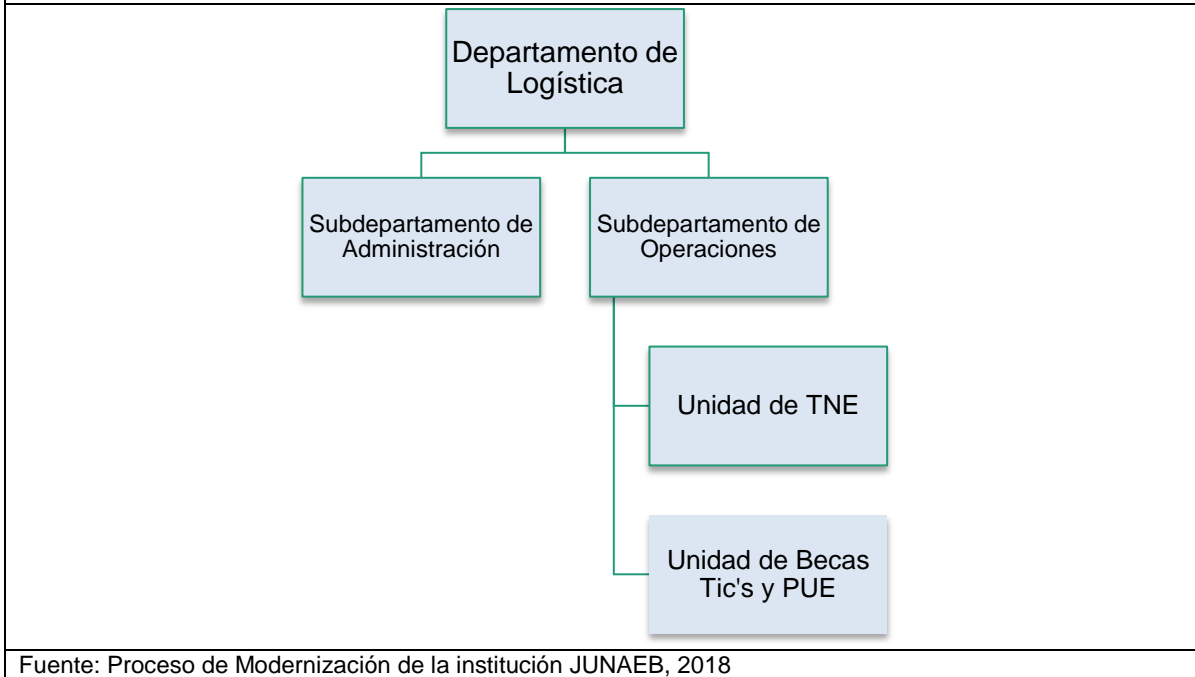 Departamento de
Logística
Subdepartamento de
Administración
Subdepartamento de
Operaciones
Unidad de TNE
Unidad de Becas
Tic's y PUE
Fuente: Proceso de Modernización de la institución JUNAEB, 2018